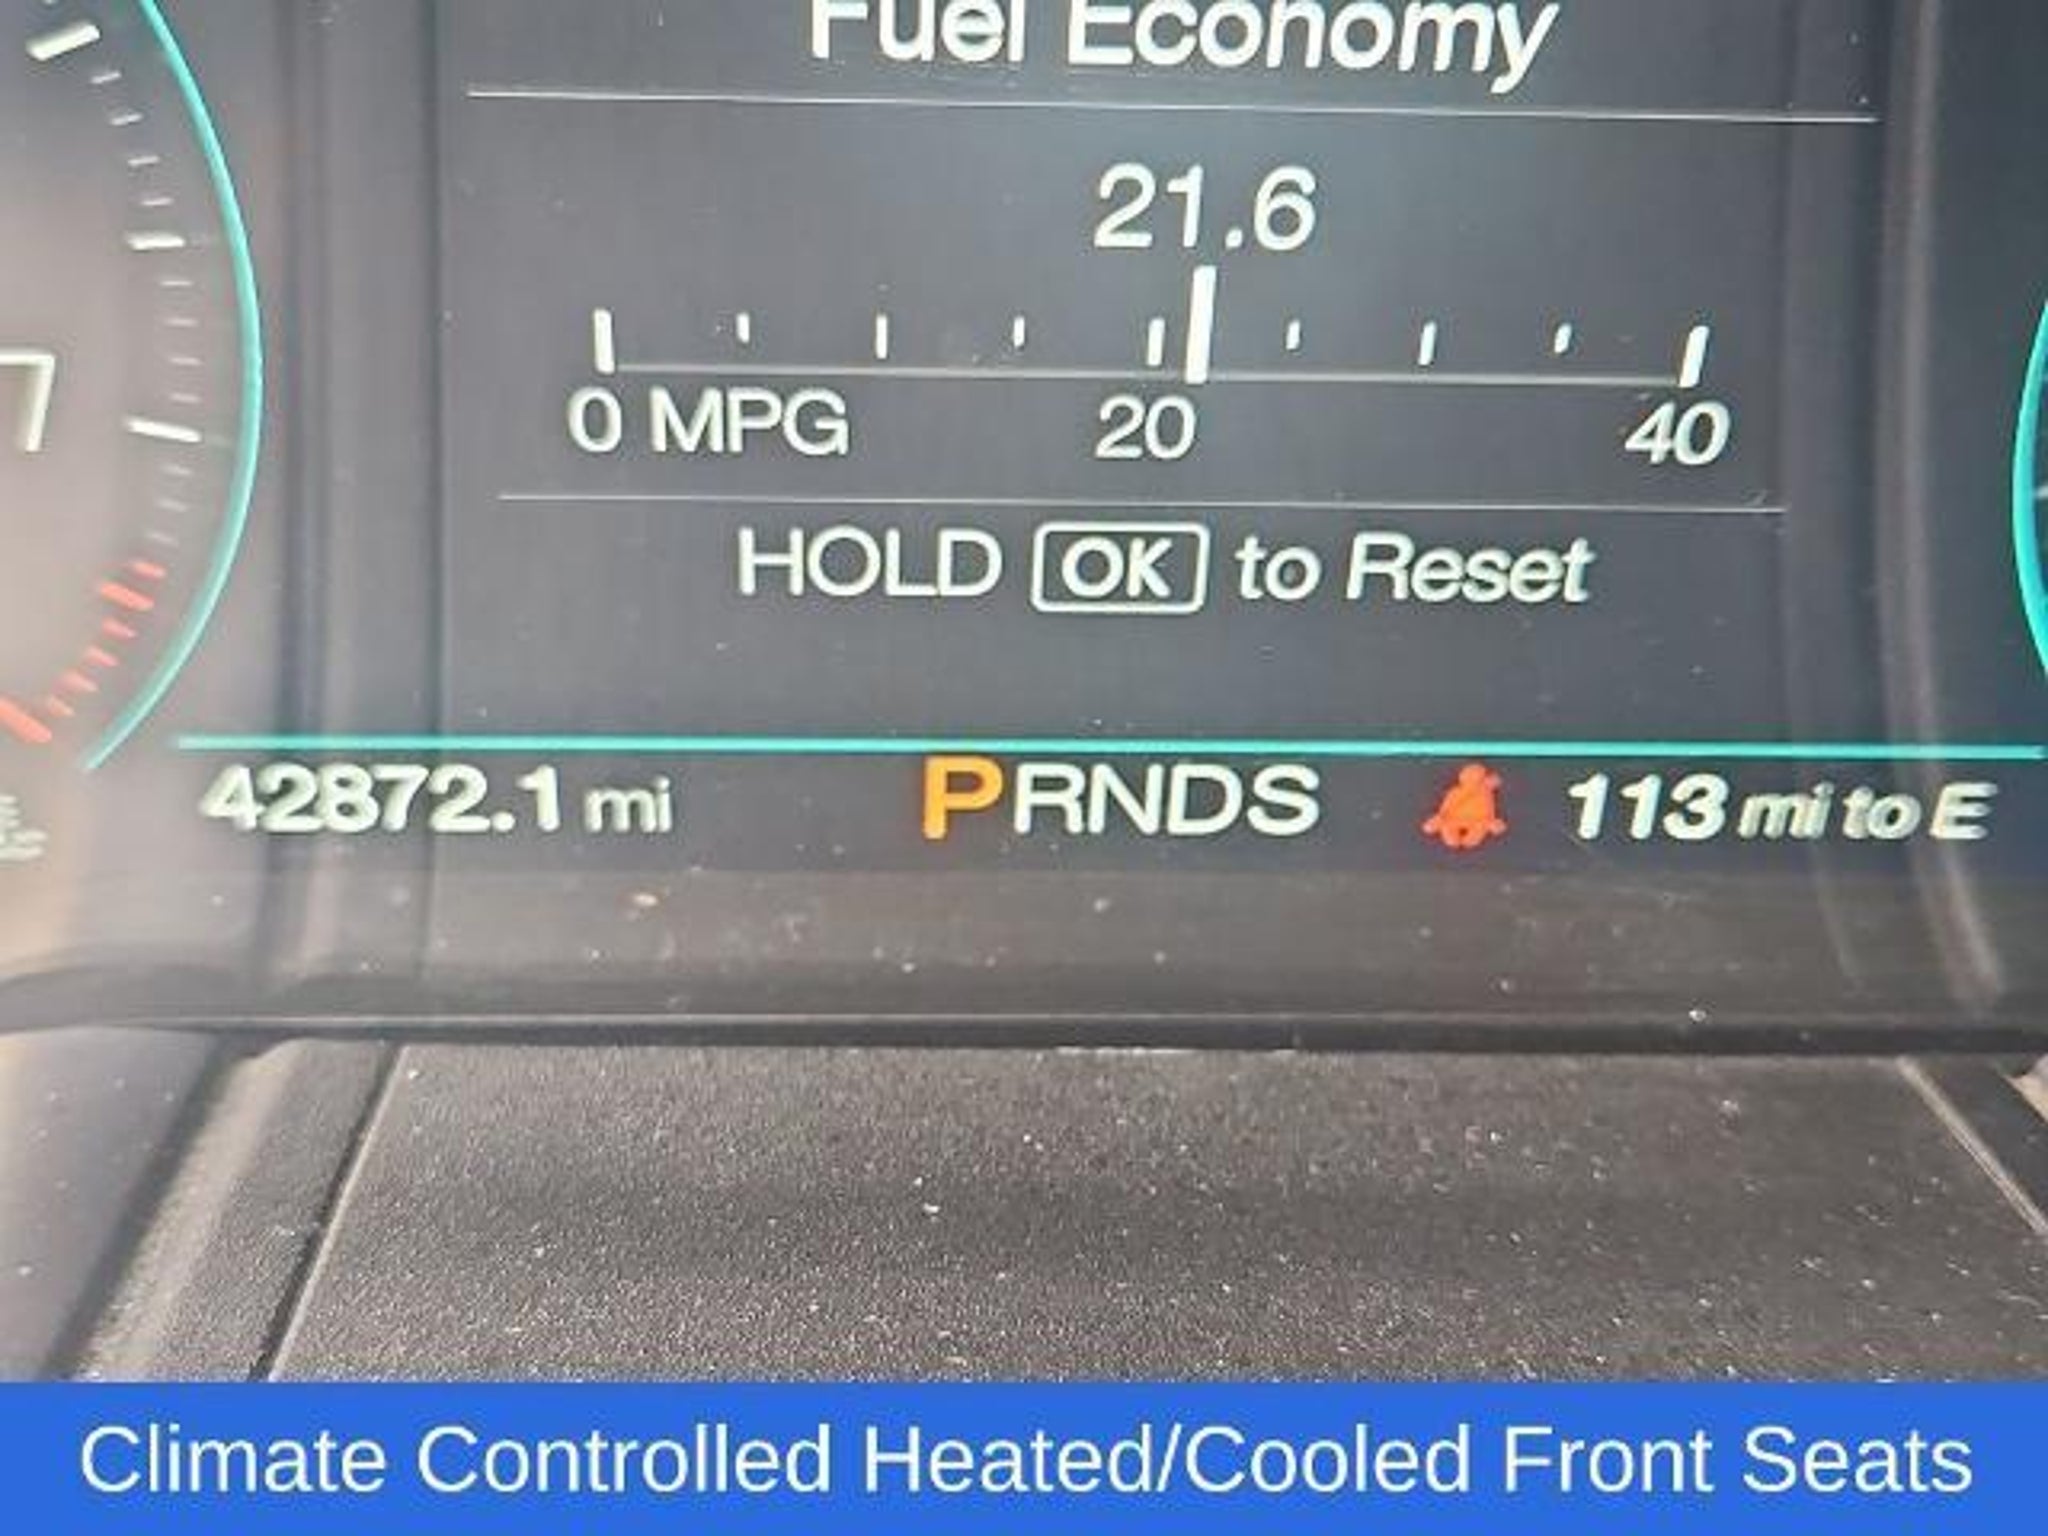 Fuel Economy
21.6
7
0 MPG 20 40
HOLD OK to Reset
42872.1 mi PRNDS 113 mi to E
Climate Controlled Heated/Cooled Front Seats